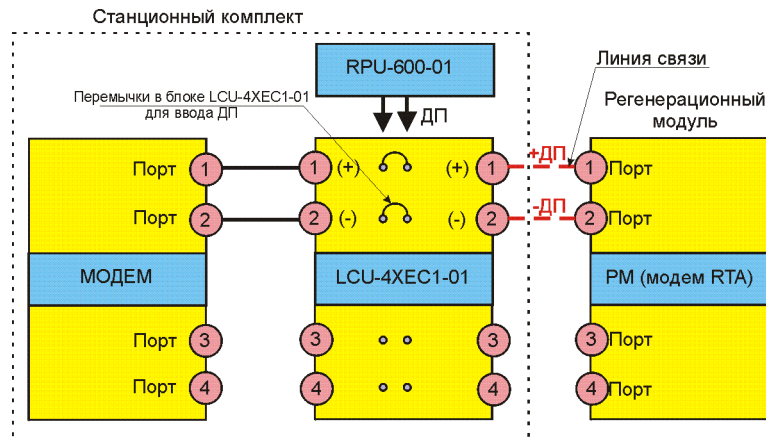 Станционный комплект
RPU-600-01
Линия связи
Перемычки в блоке LCU-4XEC1-01
для ввода ДП
ДП
Регенерационный
модуль
Порт 1 1 (+) (+) 1 +ДП 1 Порт
Порт 2 2 (-) (-) 2 -ДП 2 Порт
МОДЕМ LCU-4XEC1-01 РМ (модем RTA)
Порт 3 3 3 3 Порт
Порт 4 4 4 4 Порт